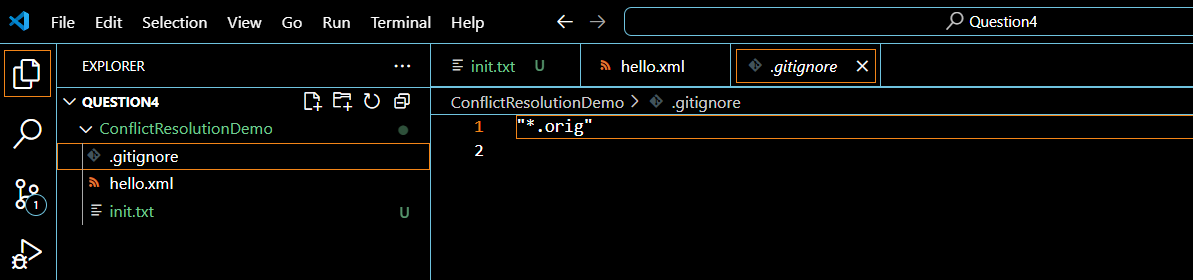 File Edit Selection View Go Run Terminal Help Question4
EXPLORER ... init.txt U hello.xml .gitignore
QUESTION4 ConflictResolutionDemo > .gitignore
ConflictResolutionDemo 1 "*.orig"
.gitignore 2
hello.xml
1
init.txt U